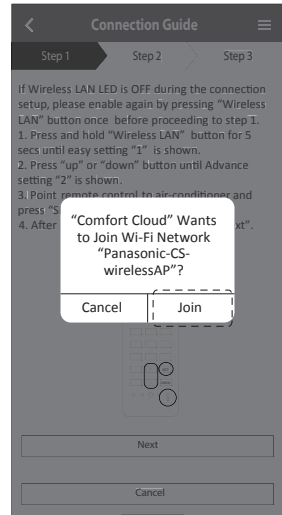 Connection Guide
Step 1 Step 2 Step 3
If Wireless LAN LED is OFF during the connection
setup, please enable again by pressing “Wireless
LAN” button once before proceeding to step 1.
1. Press and hold “Wireless LAN” button for 5
secs until easy setting “1” is shown.
2. Press “up” or “down” button until Advance
setting “2” is shown.
3. Point remote control to air-conditioner and
press
4. After
“Comfort Cloud” Wants
to Join Wi-Fi Network
“Panasonic-CS-
wirelessAP”?
Cancel Join
Next
Cancel